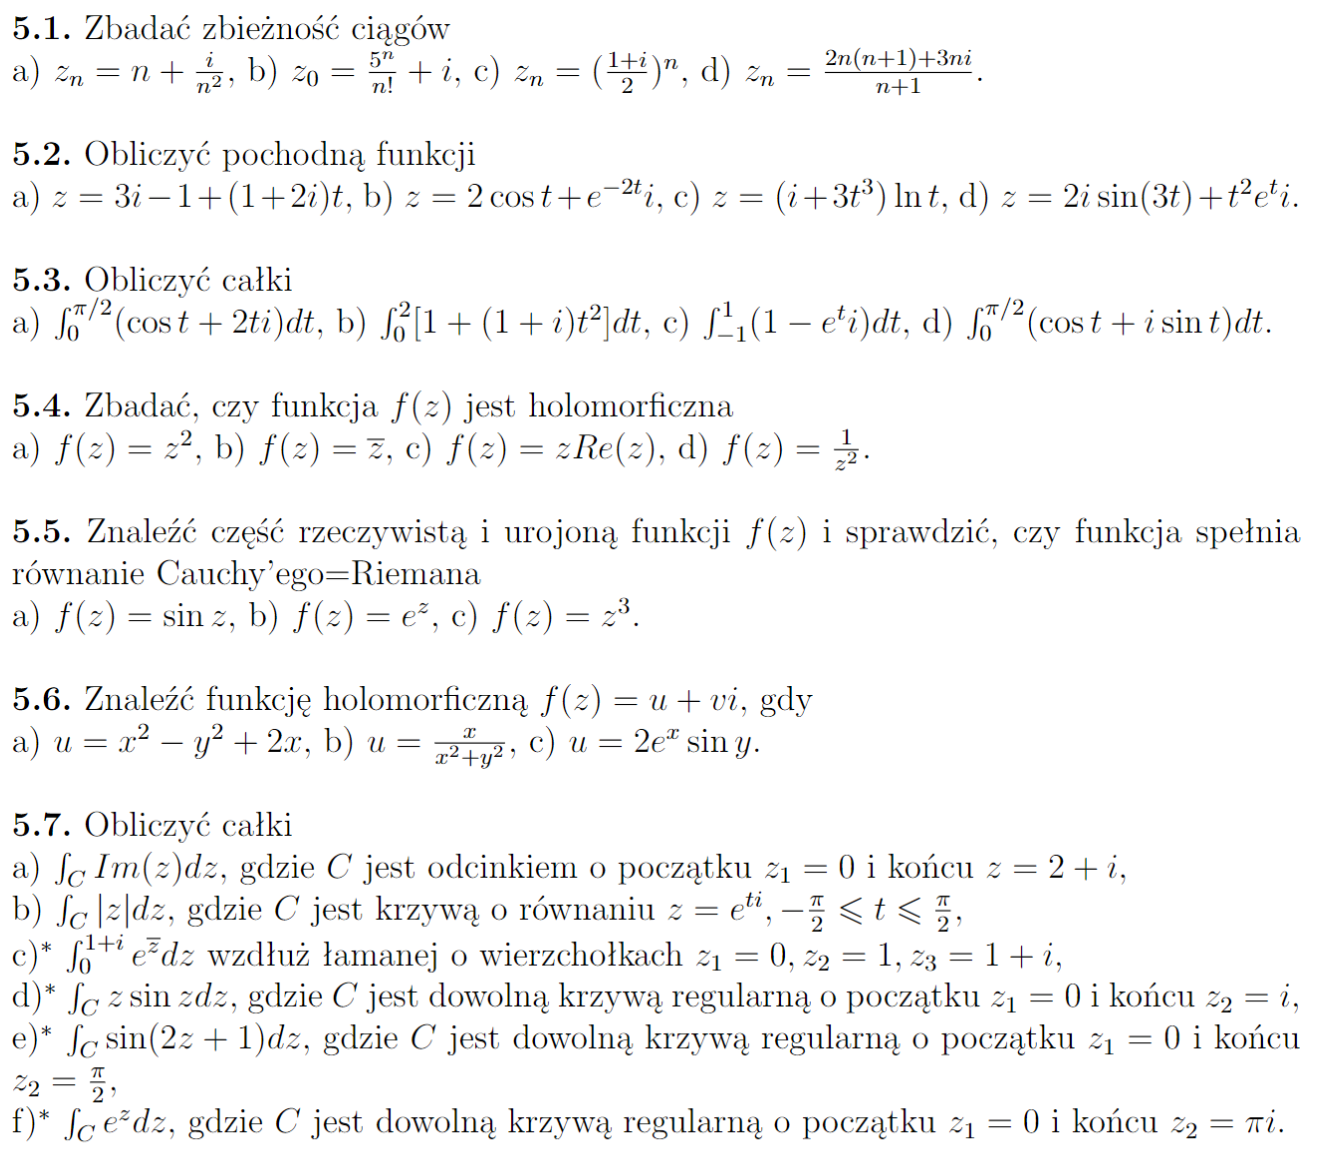 5.1. Zbadać zbieżność ciągów
a) $z_n = n + \frac{i}{n^2}$, b) $z_0 = \frac{5^n}{n!} + i$, c) $z_n = (\frac{1+i}{2})^n$, d) $z_n = \frac{2n(n+1)+3ni}{n+1}$.
5.2. Obliczyć pochodną funkcji
a) $z = 3i-1+(1+2i)t$, b) $z = 2\cos t+e^{-2t}i$, c) $z = (i+3t^3)\ln t$, d) $z = 2i\sin(3t)+t^2e^ti$.
5.3. Obliczyć całki
a) $\int_0^{\pi/2}(\cos t + 2ti)dt$, b) $\int_0^2[1 + (1 + i)t^2]dt$, c) $\int_{-1}^1(1 - e^ti)dt$, d) $\int_0^{\pi/2}(\cos t + i\sin t)dt$.
5.4. Zbadać, czy funkcja $f(z)$ jest holomorficzna
a) $f(z) = z^2$, b) $f(z) = \overline{z}$, c) $f(z) = zRe(z)$, d) $f(z) = \frac{1}{z^2}$.
5.5. Znaleźć część rzeczywistą i urojoną funkcji $f(z)$ i sprawdzić, czy funkcja spełnia
równanie Cauchy'ego=Riemana
a) $f(z) = \sin z$, b) $f(z) = e^z$, c) $f(z) = z^3$.
5.6. Znaleźć funkcję holomorficzną $f(z) = u + vi$, gdy
a) $u = x^2 - y^2 + 2x$, b) $u = \frac{x}{x^2+y^2}$, c) $u = 2e^x\sin y$.
5.7. Obliczyć całki
a) $\int_C Im(z)dz$, gdzie $C$ jest odcinkiem o początku $z_1 = 0$ i końcu $z = 2 + i$,
b) $\int_C |z|dz$, gdzie $C$ jest krzywą o równaniu $z = e^{ti}, -\frac{\pi}{2} \leqslant t \leqslant \frac{\pi}{2}$,
c)* $\int_0^{1+i} e^{\overline{z}}dz$ wzdłuż łamanej o wierzchołkach $z_1 = 0, z_2 = 1, z_3 = 1 + i$,
d)* $\int_C z\sin zdz$, gdzie $C$ jest dowolną krzywą regularną o początku $z_1 = 0$ i końcu $z_2 = i$,
e)* $\int_C \sin(2z + 1)dz$, gdzie $C$ jest dowolną krzywą regularną o początku $z_1 = 0$ i końcu
$z_2 = \frac{\pi}{2}$,
f)* $\int_C e^zdz$, gdzie $C$ jest dowolną krzywą regularną o początku $z_1 = 0$ i końcu $z_2 = \pi i$.